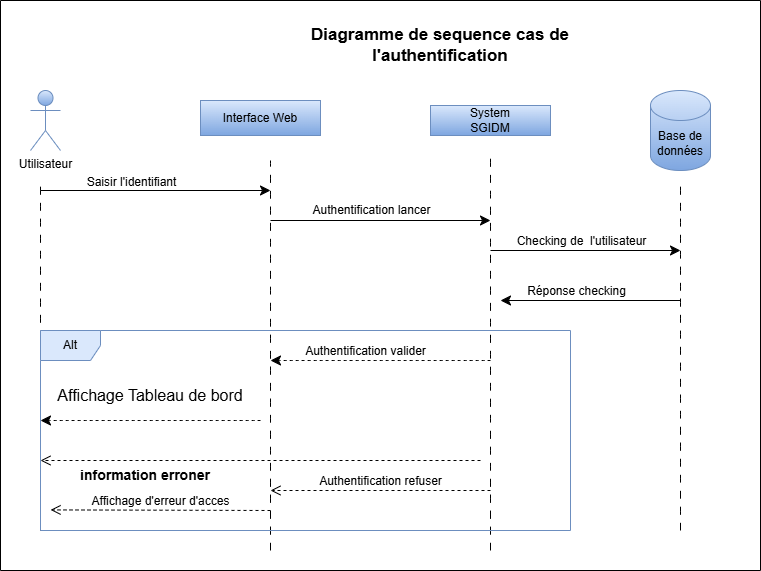 Diagramme de sequence cas de
l'authentification
Utilisateur
Interface Web
System
SGIDM
Base de
données
Saisir l'identifiant
Authentification lancer
Checking de l'utilisateur
Réponse checking
Alt
Authentification valider
Affichage Tableau de bord
information erroner
Authentification refuser
Affichage d'erreur d'acces